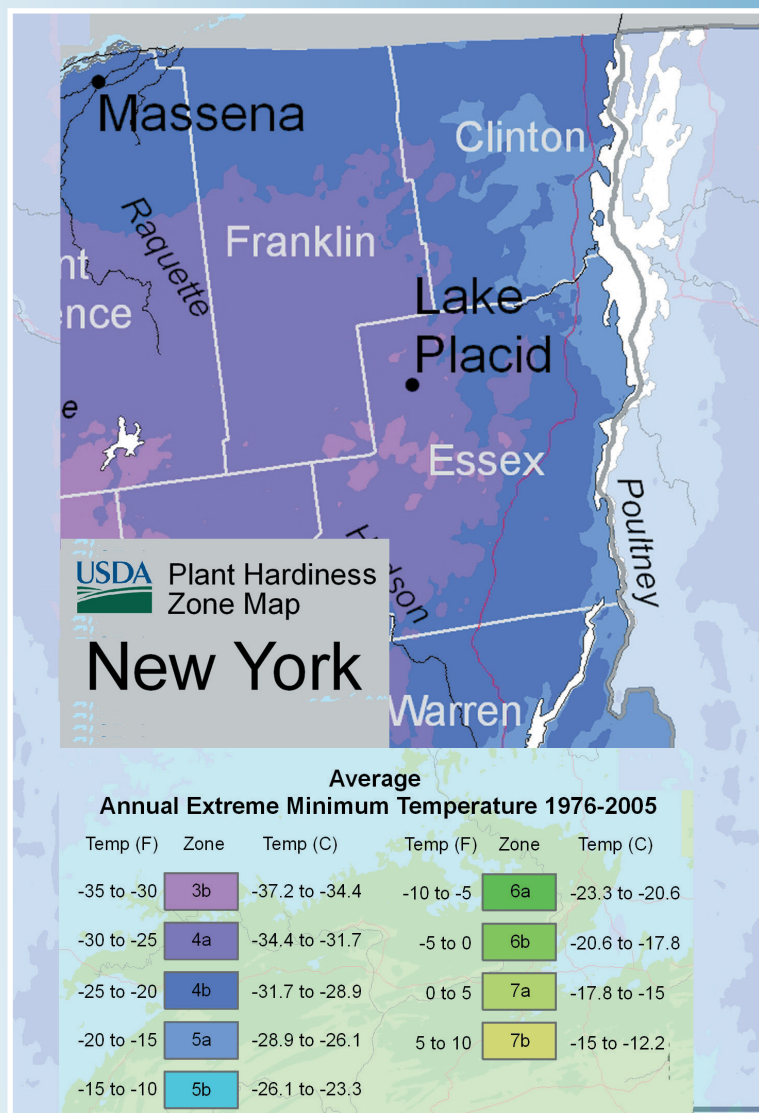 Massena
Clinton
Raquette
Franklin
nt
ence
Lake
Placid
e
Essex
Poultney
Hudson
USDA
Plant Hardiness
Zone Map
New York
Warren
Average
Annual Extreme Minimum Temperature 1976-2005
Temp (F) Zone Temp (C) Temp (F) Zone Temp (C)
-35 to -30 3b -37.2 to -34.4 -10 to -5 6a -23.3 to -20.6
-30 to -25 4a -34.4 to -31.7 -5 to 0 6b -20.6 to -17.8
-25 to -20 4b -31.7 to -28.9 0 to 5 7a -17.8 to -15
-20 to -15 5a -28.9 to -26.1 5 to 10 7b -15 to -12.2
-15 to -10 5b -26.1 to -23.3